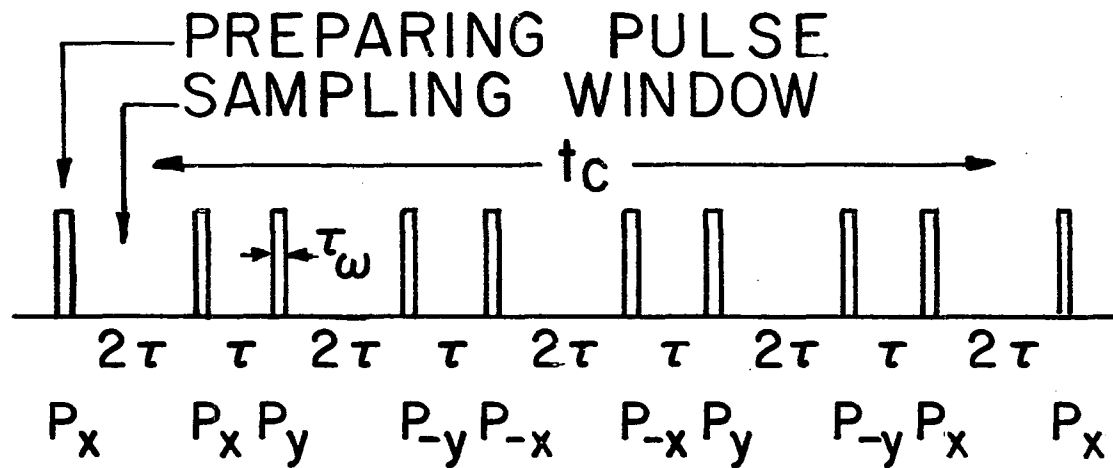 PREPARING PULSE
SAMPLING WINDOW
t_c
τ_ω
2τ τ 2τ τ 2τ τ 2τ τ 2τ
P_x P_x P_y P_-y P_-x P_-x P_y P_-y P_x P_x